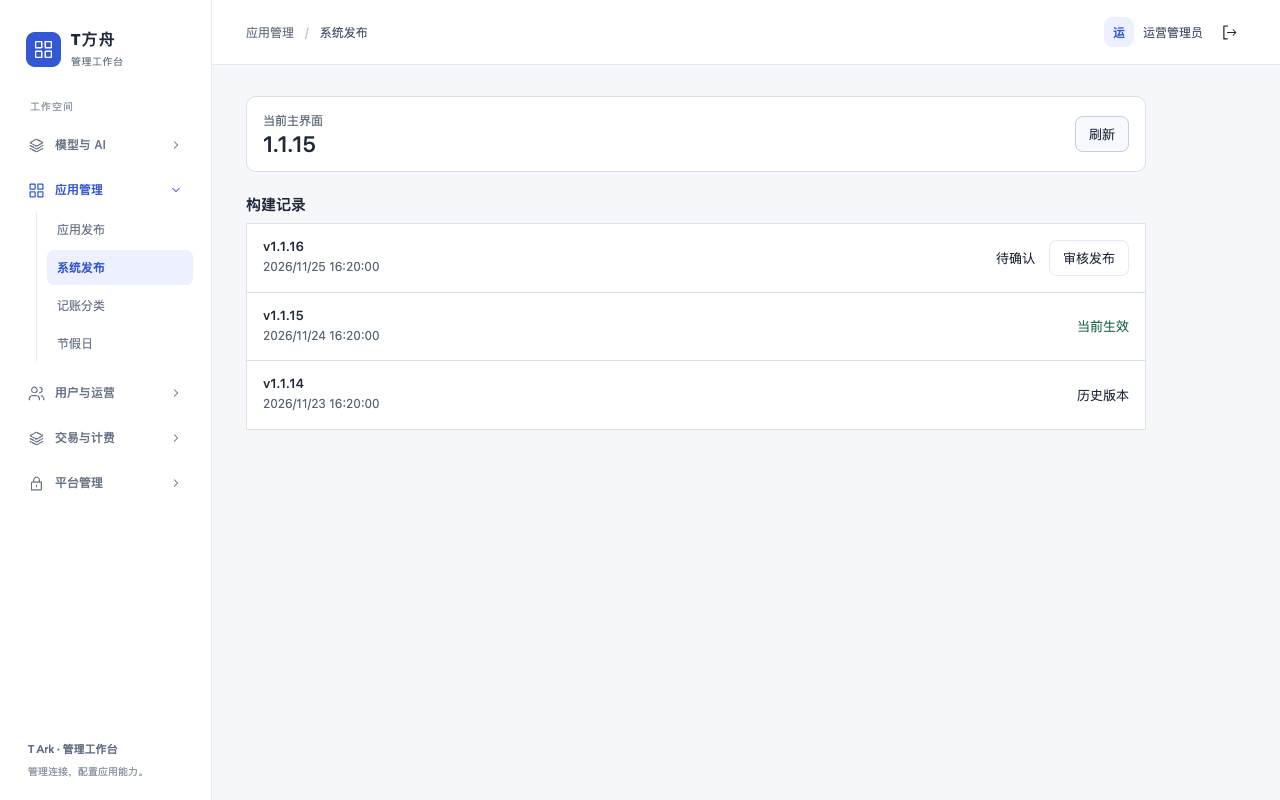 T方舟
管理工作台
工作空间
模型与 AI
应用管理
应用发布
系统发布
记账分类
节假日
用户与运营
交易与计费
平台管理
T Ark · 管理工作台
管理连接，配置应用能力。
应用管理 / 系统发布
运 运营管理员
当前主界面
1.1.15
刷新
构建记录
v1.1.16
2026/11/25 16:20:00
待确认 审核发布
v1.1.15
2026/11/24 16:20:00
当前生效
v1.1.14
2026/11/23 16:20:00
历史版本